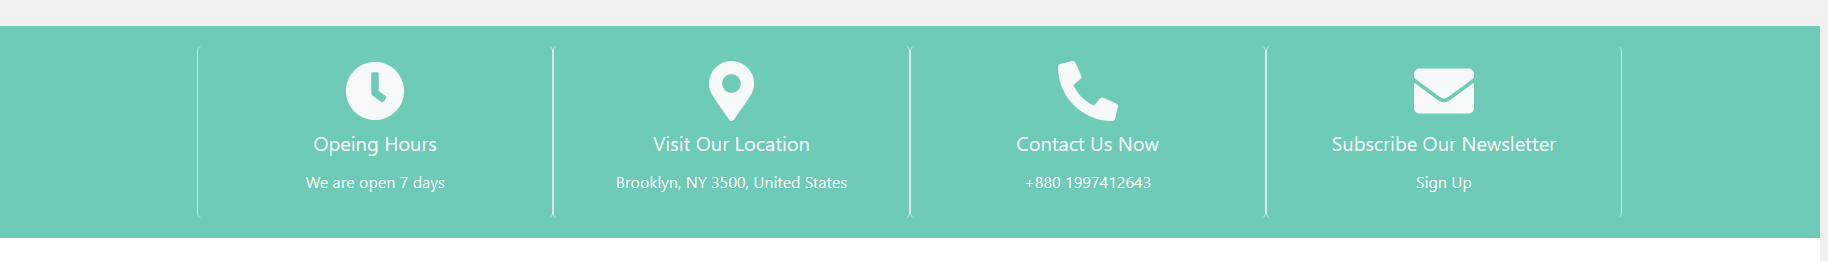 Opeing Hours
We are open 7 days
Visit Our Location
Brooklyn, NY 3500, United States
Contact Us Now
+880 1997412643
Subscribe Our Newsletter
Sign Up